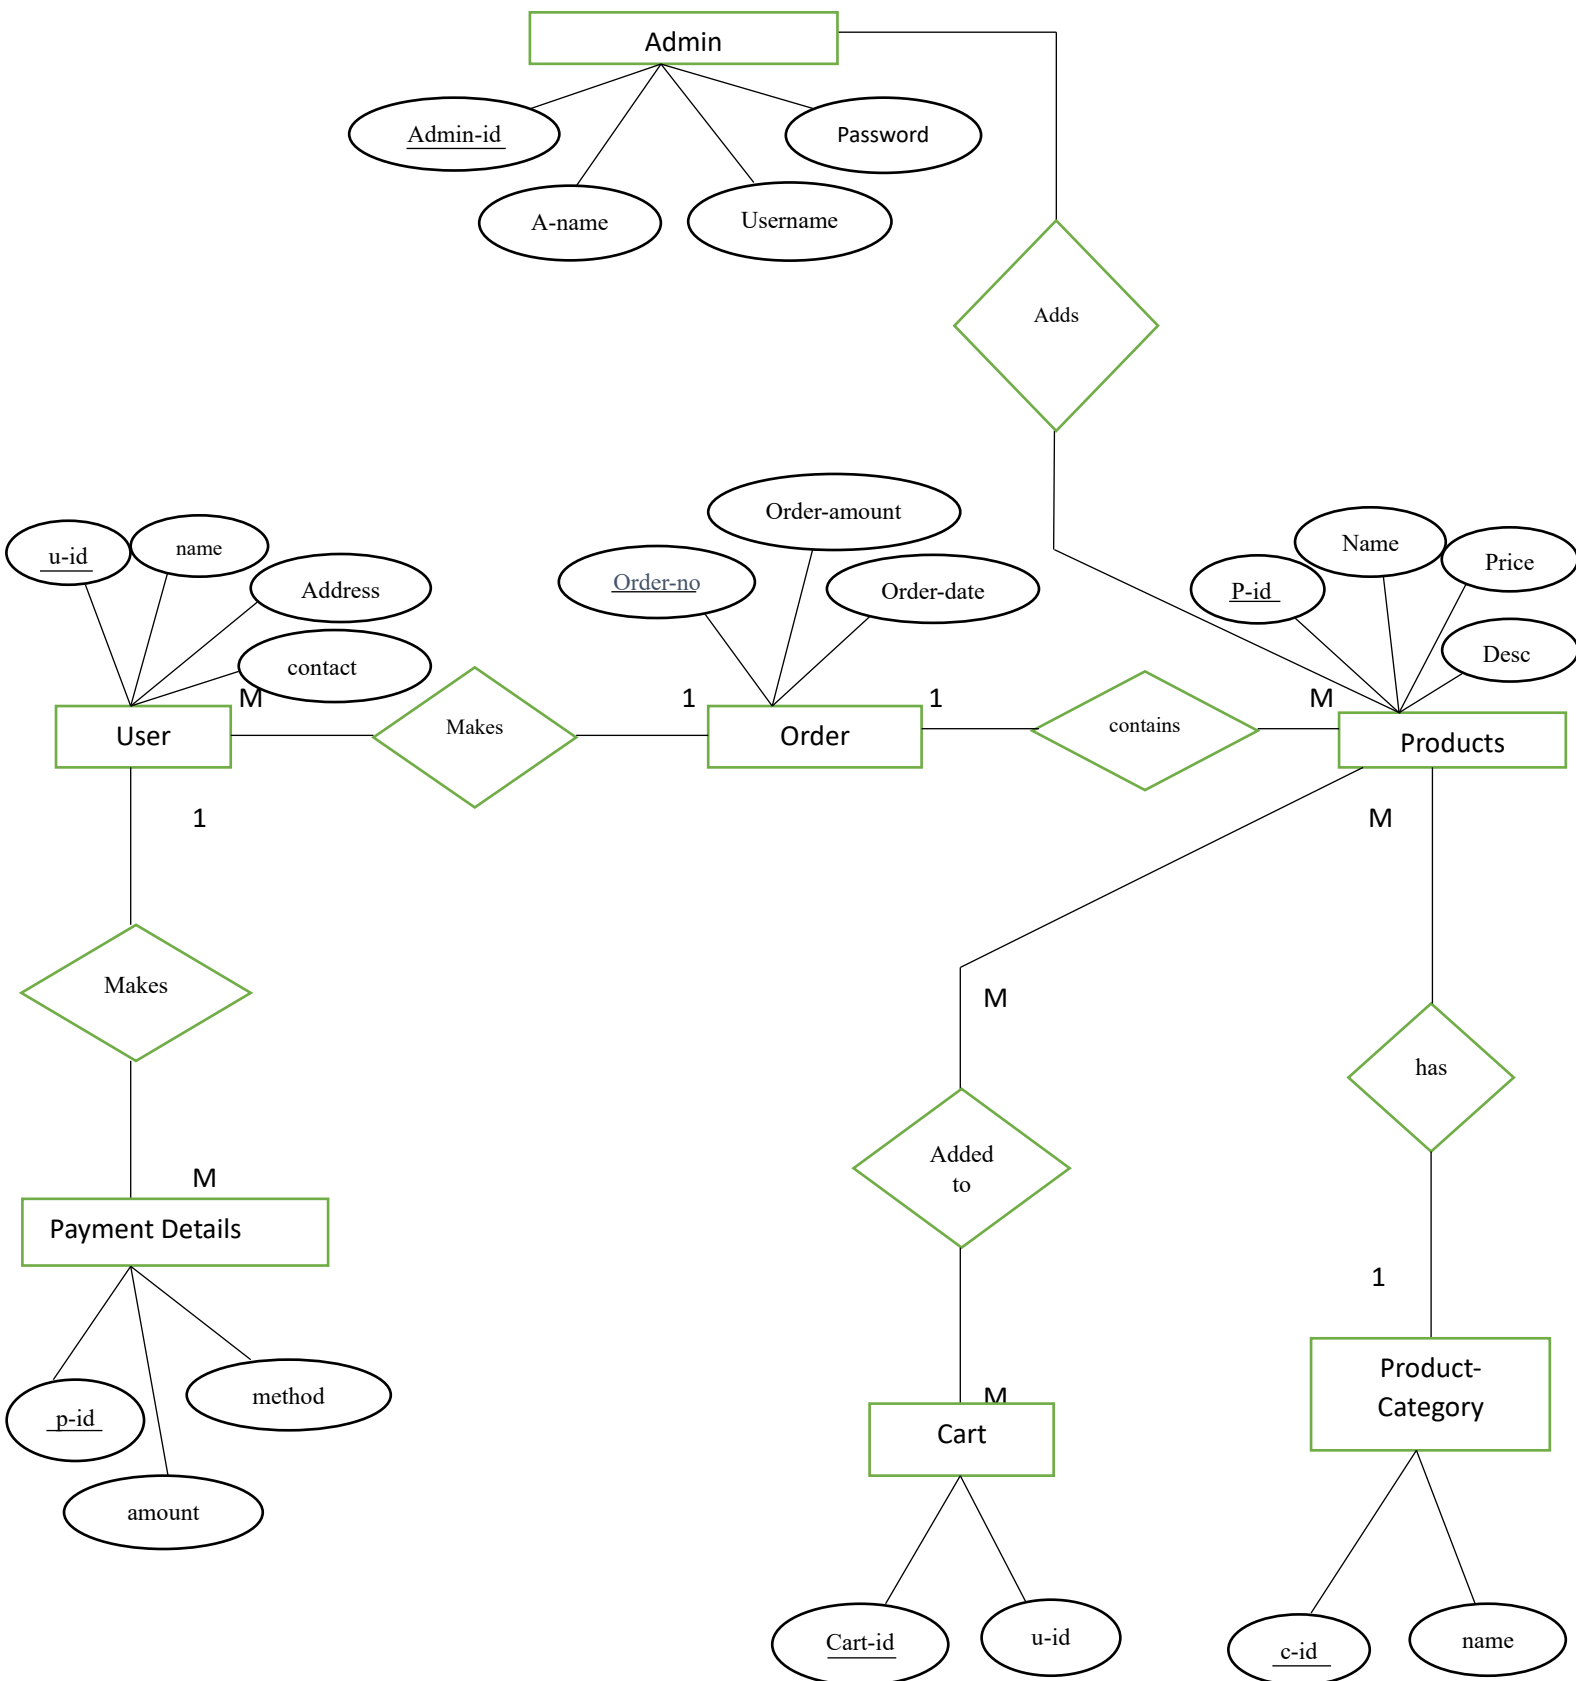 Admin
Admin-id
Password
A-name
Username
Adds
Order-amount
u-id
name
Name
Price
Order-no
Order-date
P-id
Address
contact
Desc
M
Makes
1
1
contains
M
User
Order
Products
1
M
Makes
M
has
Added
to
M
Payment Details
1
p-id
method
M
Cart
Product-
Category
amount
Cart-id
u-id
c-id
name